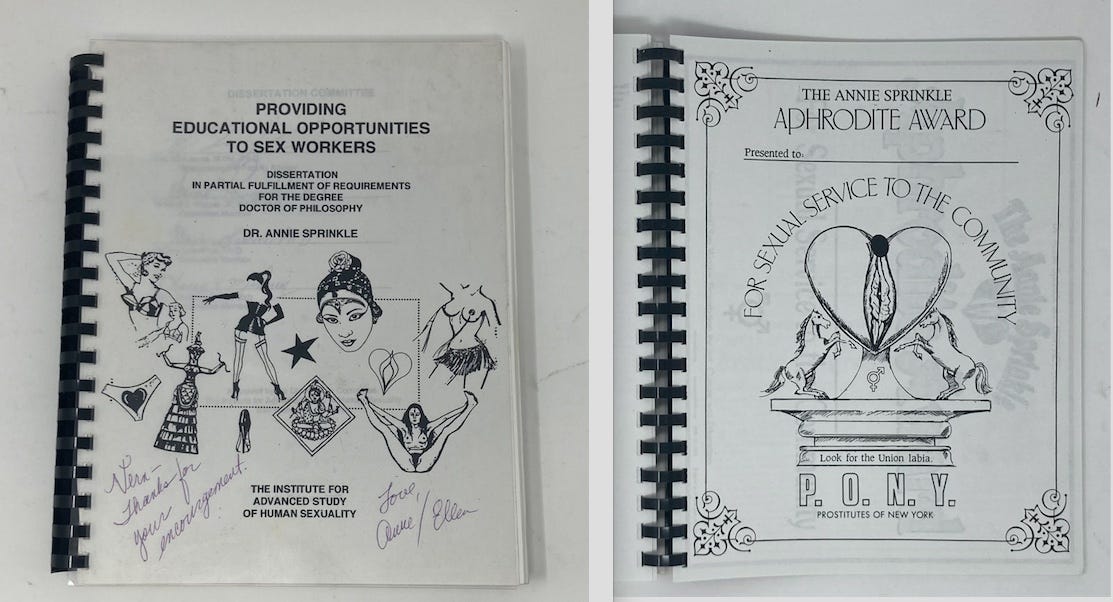 DISSERTATION COMMITTEE
PROVIDING
EDUCATIONAL OPPORTUNITIES
TO SEX WORKERS
DISSERTATION
IN PARTIAL FULFILLMENT OF REQUIREMENTS
FOR THE DEGREE
DOCTOR OF PHILOSOPHY
DR. ANNIE SPRINKLE
Vera –
Thanks for
your
encouragement.
THE INSTITUTE FOR
ADVANCED STUDY
OF HUMAN SEXUALITY
Love,
Annie / Ellen
THE ANNIE SPRINKLE
APHRODITE AWARD
Presented to:
FOR SEXUAL SERVICE TO THE COMMUNITY
Look for the Union labia.
P. O. N. Y.
PROSTITUTES OF NEW YORK